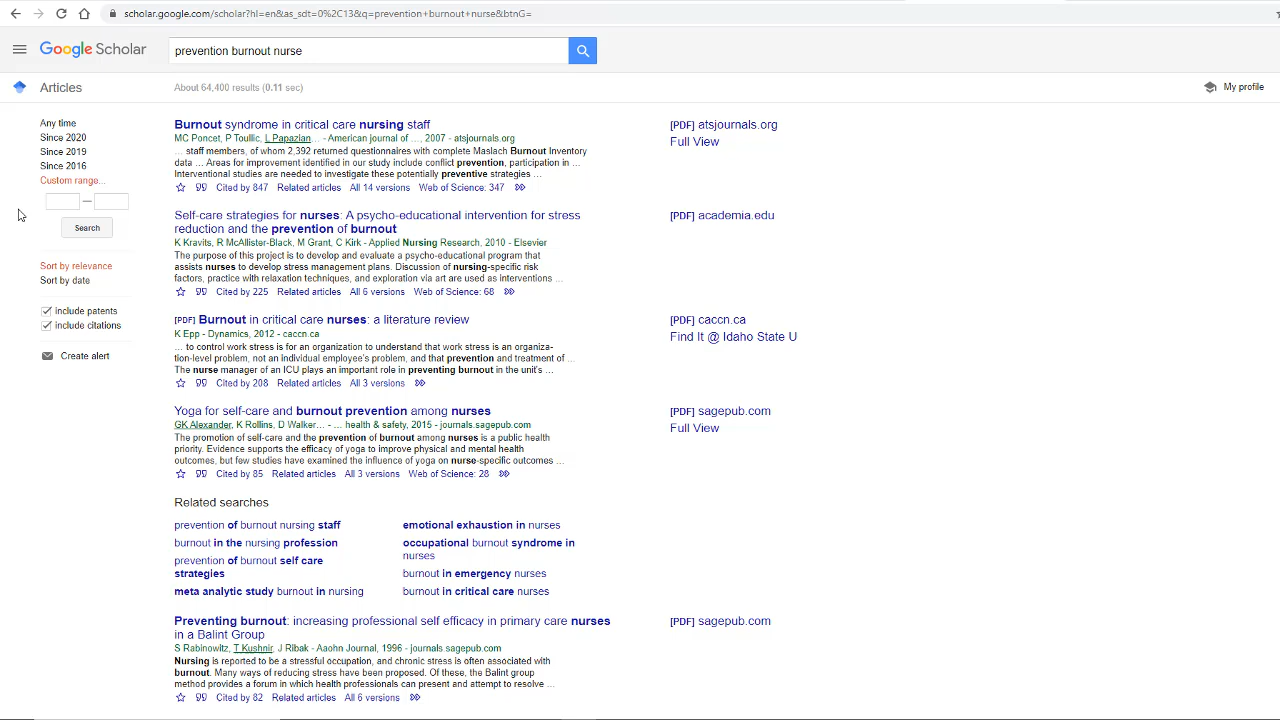 scholar.google.com/scholar?hl=en&as_sdt=0%2C13&q=prevention+burnout+nurse&btnG=
Google Scholar
prevention burnout nurse
Articles
About 64,400 results (0.11 sec)
My profile
Any time
Since 2020
Since 2019
Since 2016
Custom range...
—
Search
Sort by relevance
Sort by date
include patents
include citations
Create alert
Burnout syndrome in critical care nursing staff
MC Poncet, P Toullic, L Papazian… - American journal of …, 2007 - atsjournals.org
… staff members, of whom 2,392 returned questionnaires with complete Maslach Burnout Inventory
data … Areas for improvement identified in our study include conflict prevention, participation in …
Interventional studies are needed to investigate these potentially preventive strategies …
Cited by 847 Related articles All 14 versions Web of Science: 347
[PDF] atsjournals.org
Full View
Self-care strategies for nurses: A psycho-educational intervention for stress
reduction and the prevention of burnout
K Kravits, R McAllister-Black, M Grant, C Kirk - Applied Nursing Research, 2010 - Elsevier
The purpose of this project is to develop and evaluate a psycho-educational program that
assists nurses to develop stress management plans. Discussion of nursing-specific risk
factors, practice with relaxation techniques, and exploration via art are used as interventions …
Cited by 225 Related articles All 6 versions Web of Science: 68
[PDF] academia.edu
[PDF] Burnout in critical care nurses: a literature review
K Epp - Dynamics, 2012 - caccn.ca
… to control work stress is for an organization to understand that work stress is an organiza-
tion-level problem, not an individual employee's problem, and that prevention and treatment of …
The nurse manager of an ICU plays an important role in preventing burnout in the unit's …
Cited by 208 Related articles All 3 versions
[PDF] caccn.ca
Find It @ Idaho State U
Yoga for self-care and burnout prevention among nurses
GK Alexander, K Rollins, D Walker… - … health & safety, 2015 - journals.sagepub.com
The promotion of self-care and the prevention of burnout among nurses is a public health
priority. Evidence supports the efficacy of yoga to improve physical and mental health
outcomes, but few studies have examined the influence of yoga on nurse-specific outcomes …
Cited by 85 Related articles All 3 versions Web of Science: 28
[PDF] sagepub.com
Full View
Related searches
prevention of burnout nursing staff
burnout in the nursing profession
prevention of burnout self care
strategies
meta analytic study burnout in nursing
emotional exhaustion in nurses
occupational burnout syndrome in
nurses
burnout in emergency nurses
burnout in critical care nurses
Preventing burnout: increasing professional self efficacy in primary care nurses
in a Balint Group
S Rabinowitz, T Kushnir, J Ribak - Aaohn Journal, 1996 - journals.sagepub.com
Nursing is reported to be a stressful occupation, and chronic stress is often associated with
burnout. Many ways of reducing stress have been proposed. Of these, the Balint group
method provides a forum in which health professionals can present and attempt to resolve …
Cited by 82 Related articles All 6 versions
[PDF] sagepub.com